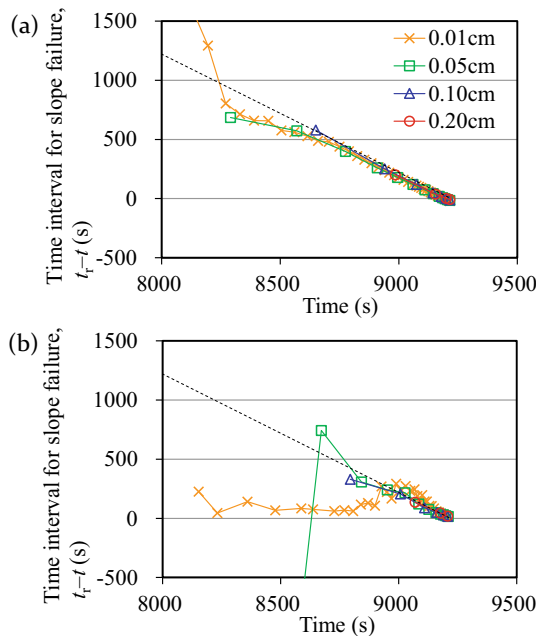 (a)
Time interval for slope failure,
tr−t (s)
1500
1000
500
0
-500
8000 8500 9000 9500
Time (s)
0.01cm
0.05cm
0.10cm
0.20cm
(b)
Time interval for slope failure,
tr−t (s)
1500
1000
500
0
-500
8000 8500 9000 9500
Time (s)